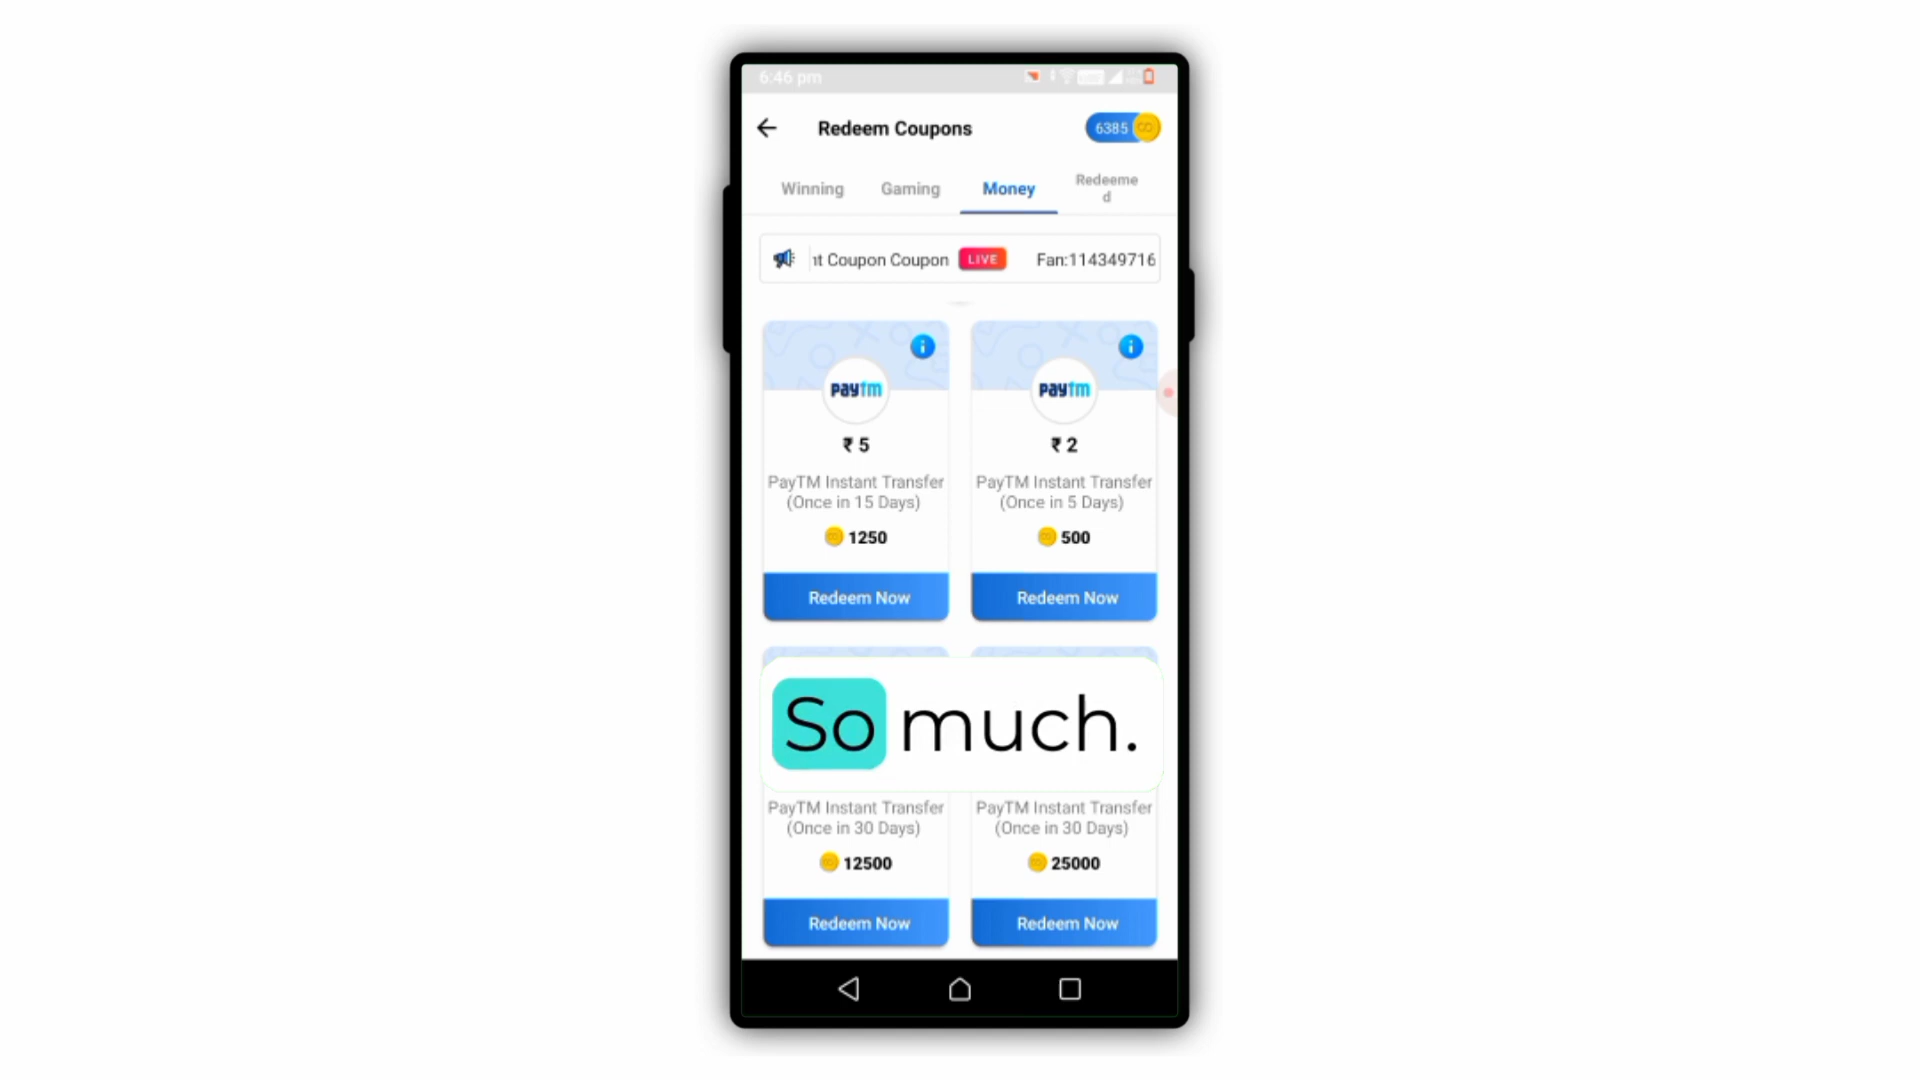 6:46 pm
Redeem Coupons
6385
Winning Gaming Money Redeeme
d
nt Coupon Coupon LIVE Fan:114349716
paytm paytm
₹ 5 ₹ 2
PayTM Instant Transfer PayTM Instant Transfer
(Once in 15 Days) (Once in 5 Days)
1250 500
Redeem Now Redeem Now
So much.
PayTM Instant Transfer PayTM Instant Transfer
(Once in 30 Days) (Once in 30 Days)
12500 25000
Redeem Now Redeem Now